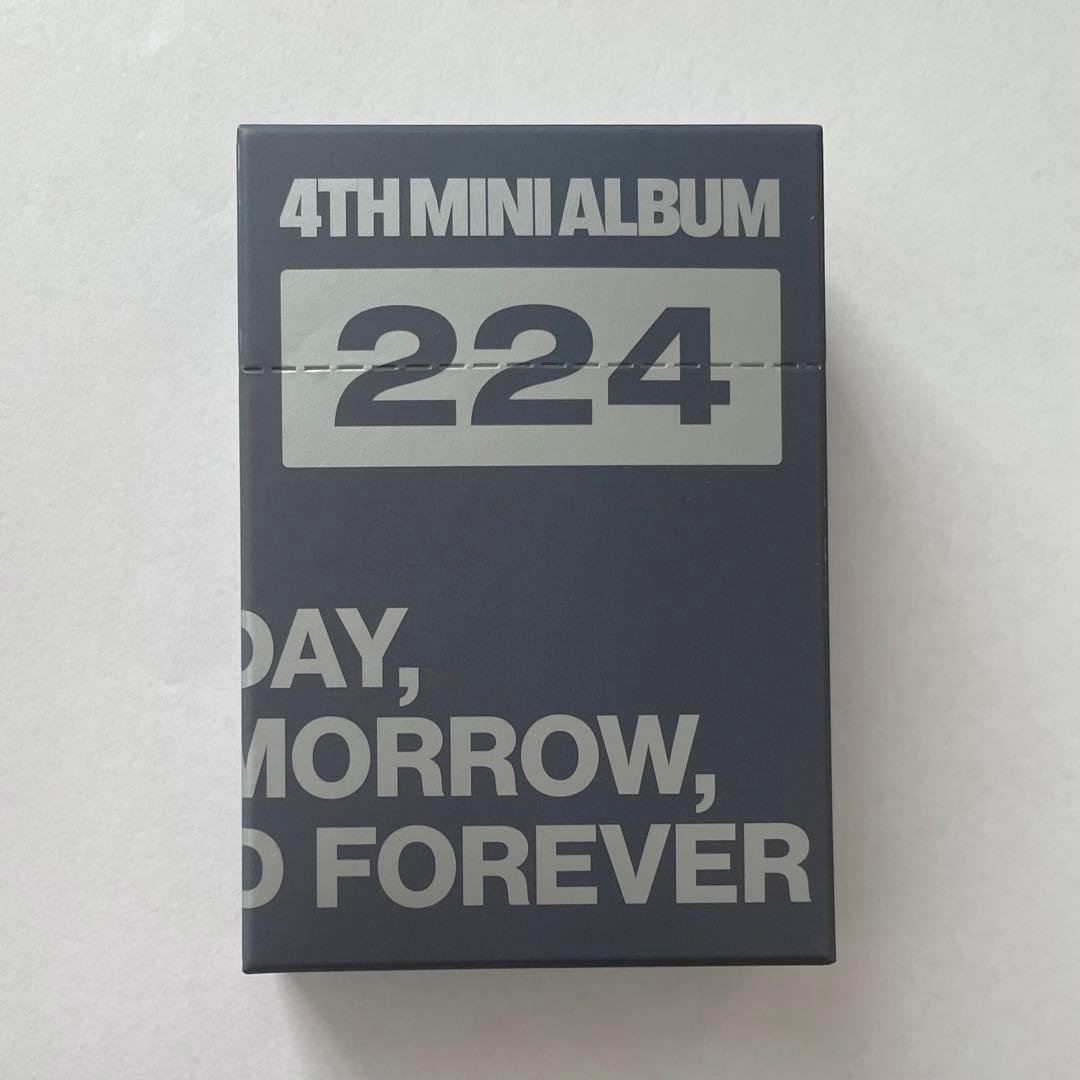 4TH MINI ALBUM
224
DAY,
MORROW,
D FOREVER